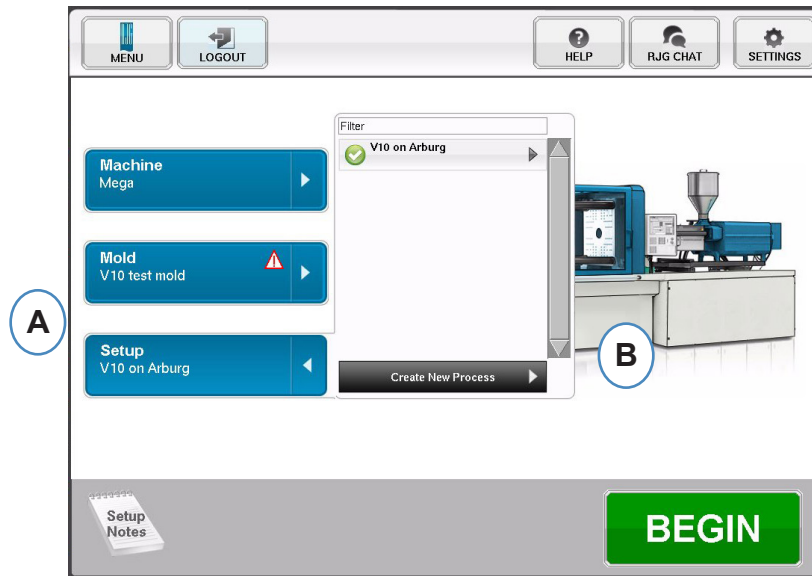 MENU
LOGOUT
HELP
RJG CHAT
SETTINGS
Filter
V10 on Arburg
Machine
Mega
Mold
V10 test mold
A
Setup
V10 on Arburg
B
Create New Process
Setup
Notes
BEGIN